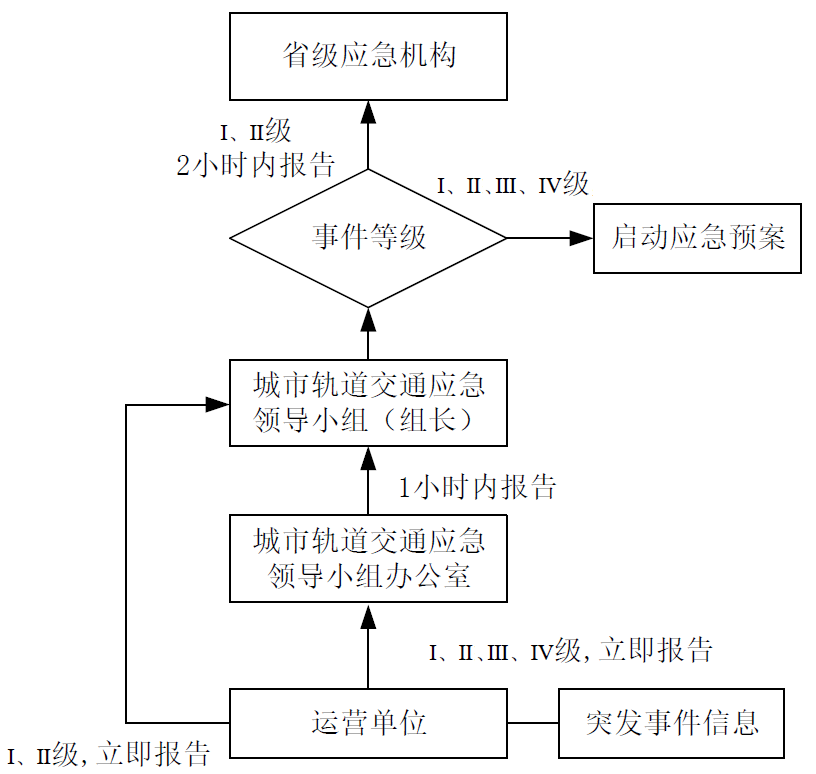 省级应急机构
I、II级
2小时内报告
I、II、III、IV级
事件等级
启动应急预案
城市轨道交通应急
领导小组（组长）
1小时内报告
城市轨道交通应急
领导小组办公室
I、II、III、IV级,立即报告
运营单位
突发事件信息
I、II级,立即报告